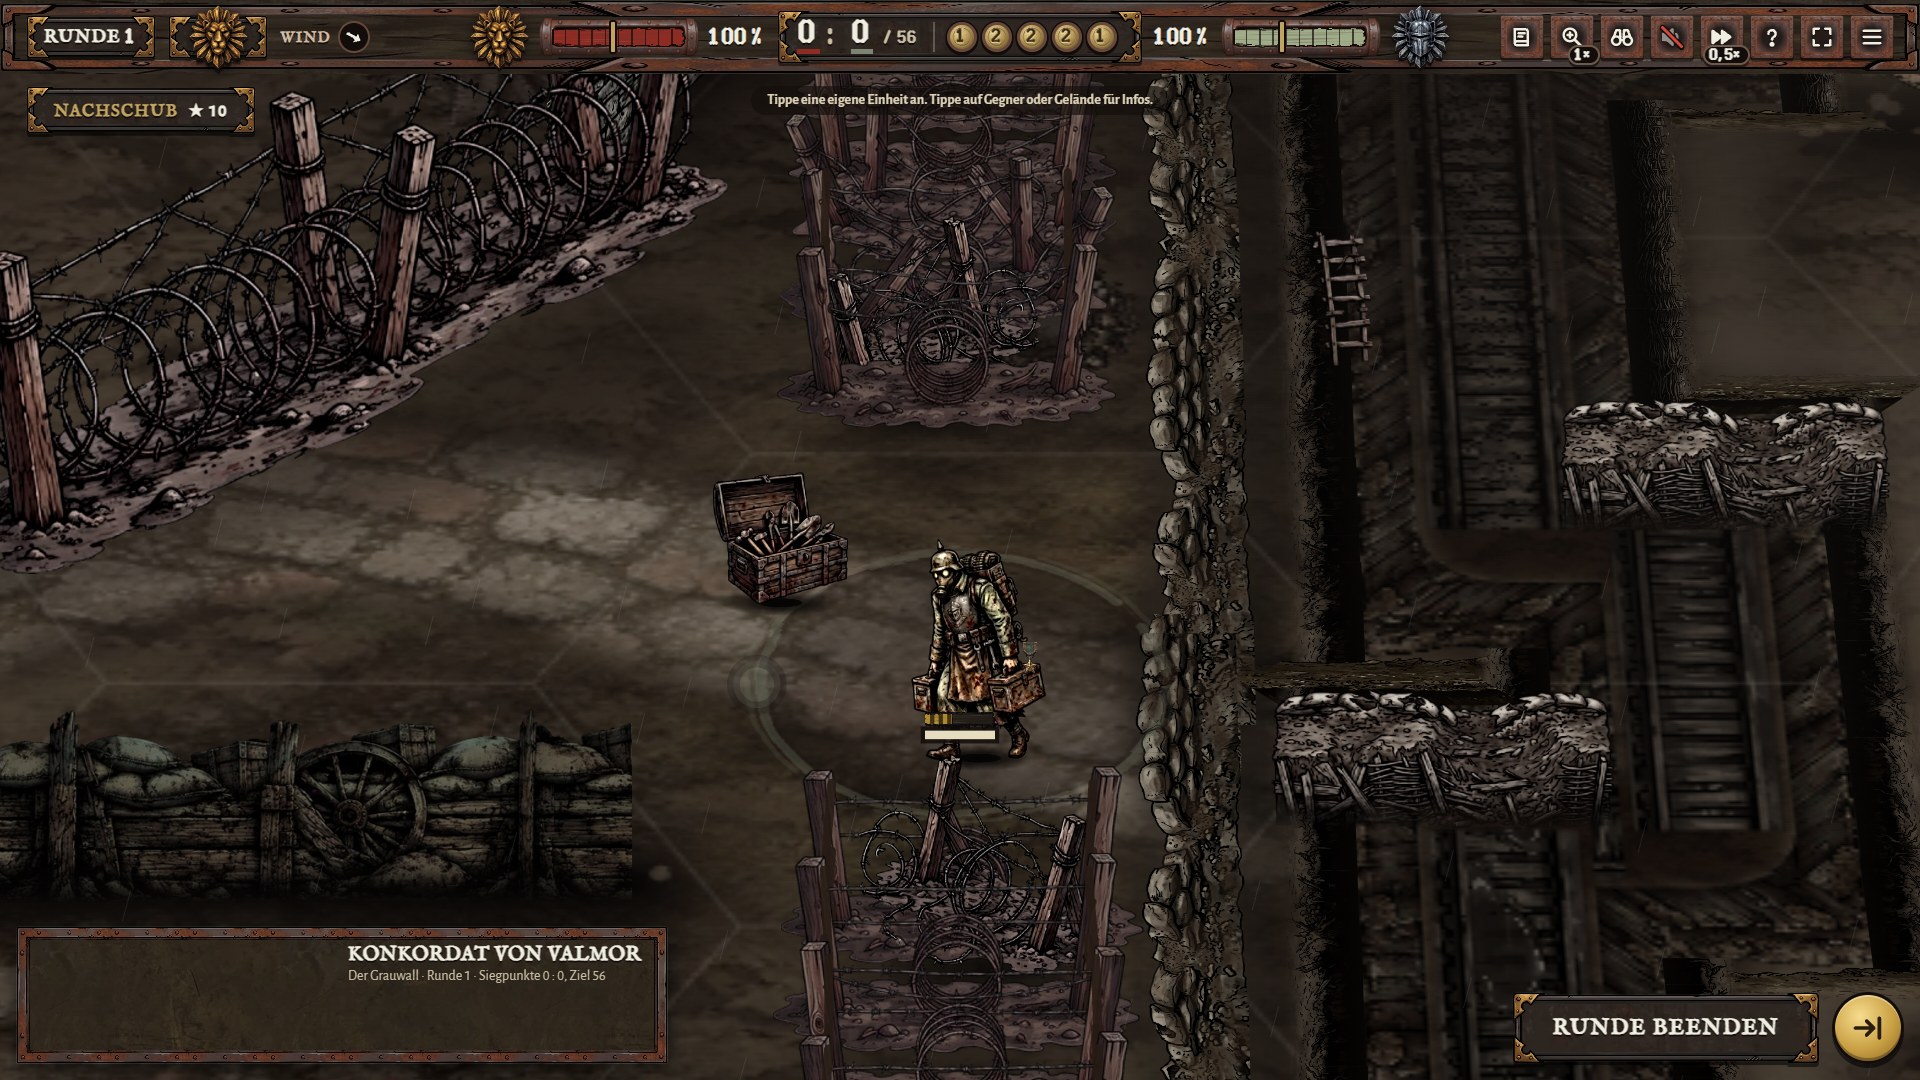 RUNDE 1
WIND
100%
0 : 0 / 56
1 2 2 2 1
100%
1×
0,5×
?
NACHSCHUB ★ 10
Tippe eine eigene Einheit an. Tippe auf Gegner oder Gelände für Infos.
KONKORDAT VON VALMOR
Der Grauwall · Runde 1 · Siegpunkte 0 : 0, Ziel 56
RUNDE BEENDEN